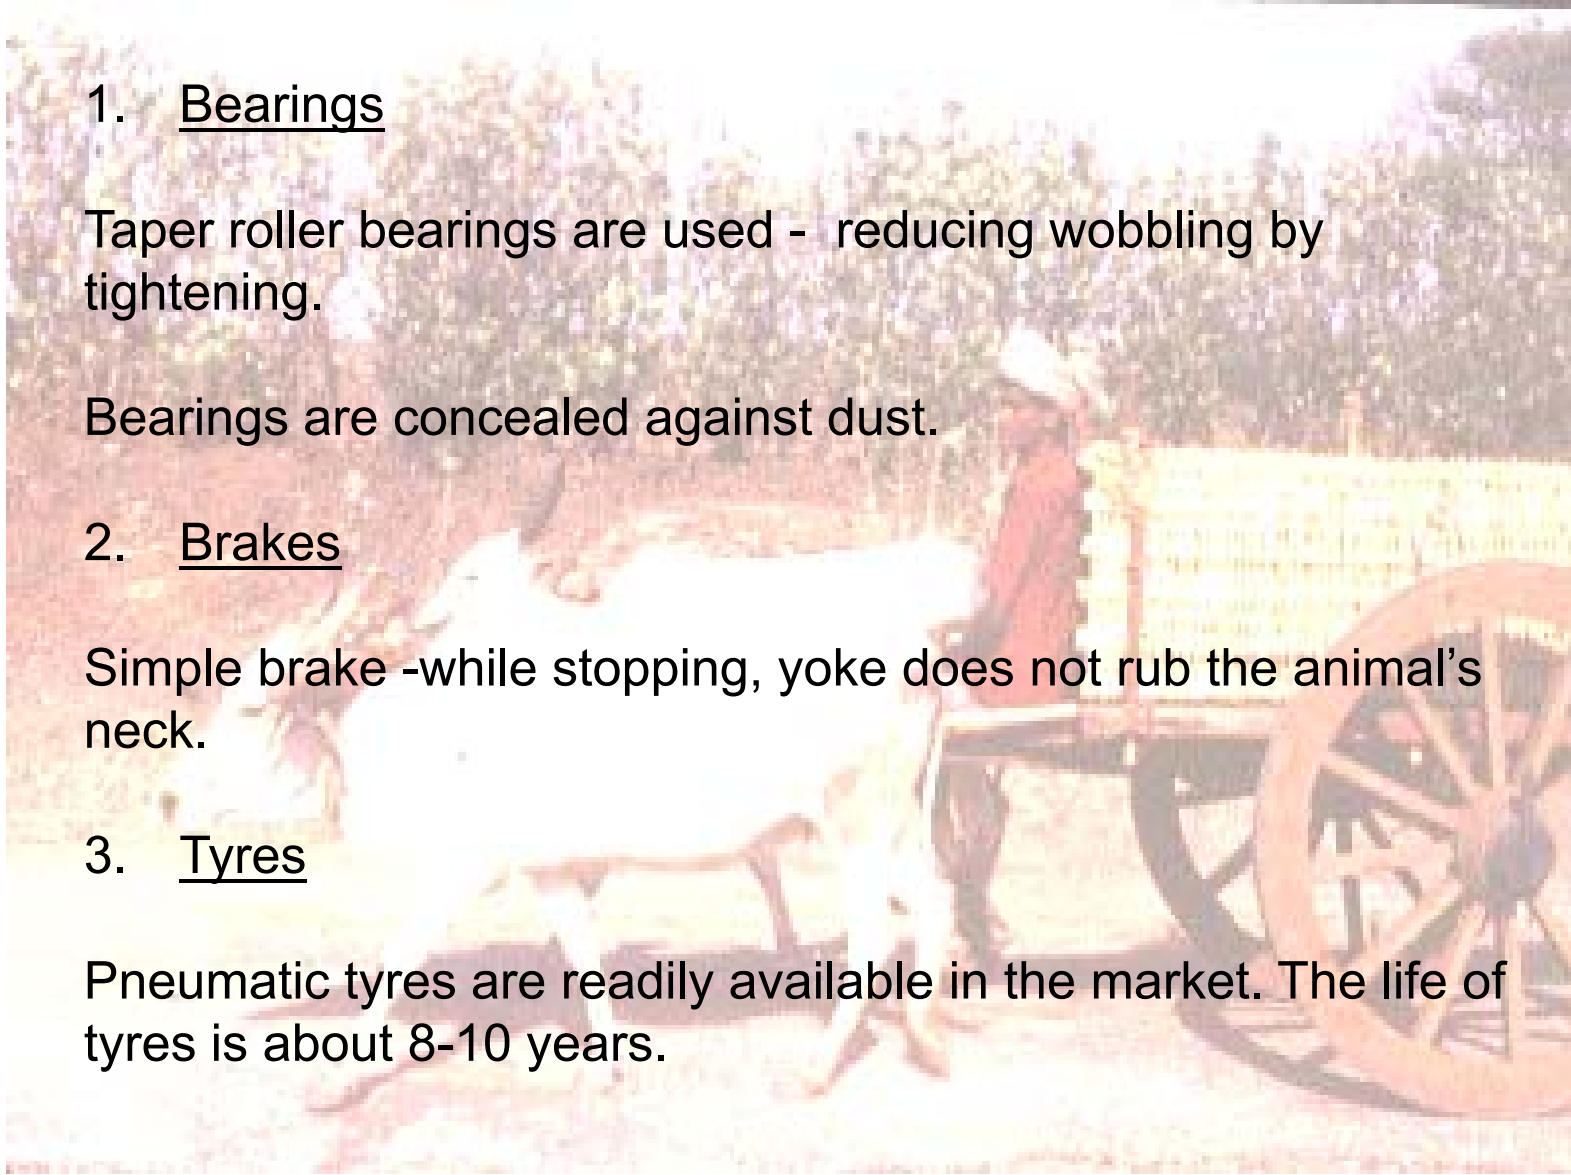 1. Bearings
Taper roller bearings are used - reducing wobbling by
tightening.
Bearings are concealed against dust.
2. Brakes
Simple brake -while stopping, yoke does not rub the animal’s
neck.
3. Tyres
Pneumatic tyres are readily available in the market. The life of
tyres is about 8-10 years.